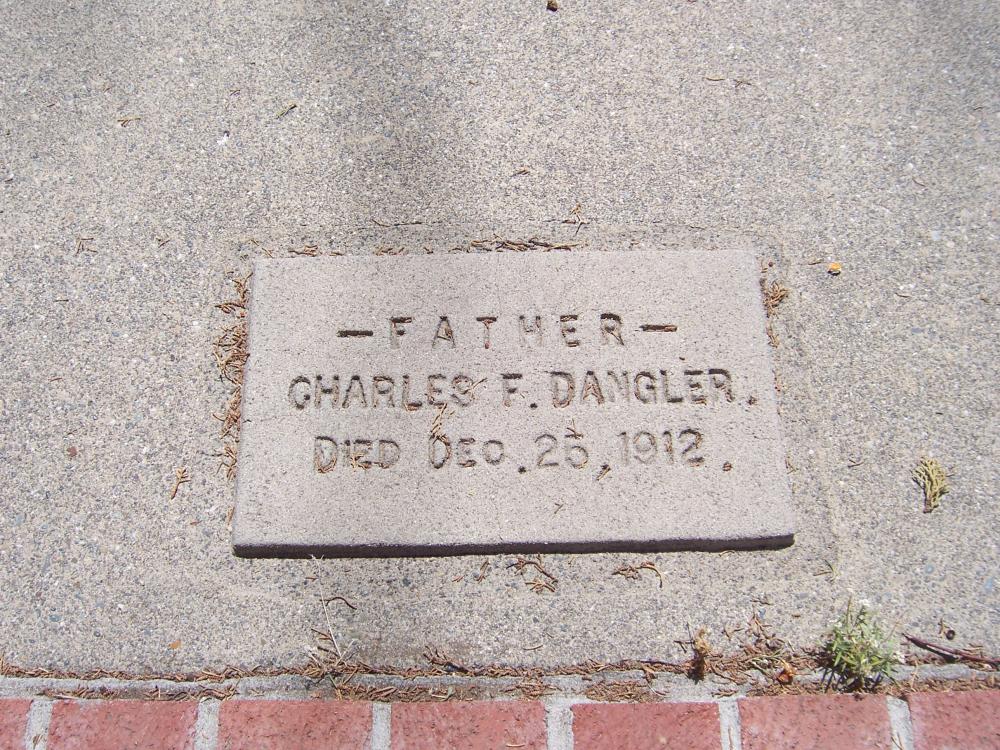 — FATHER —
CHARLES F. DANGLER.
DIED DEC. 25, 1912.